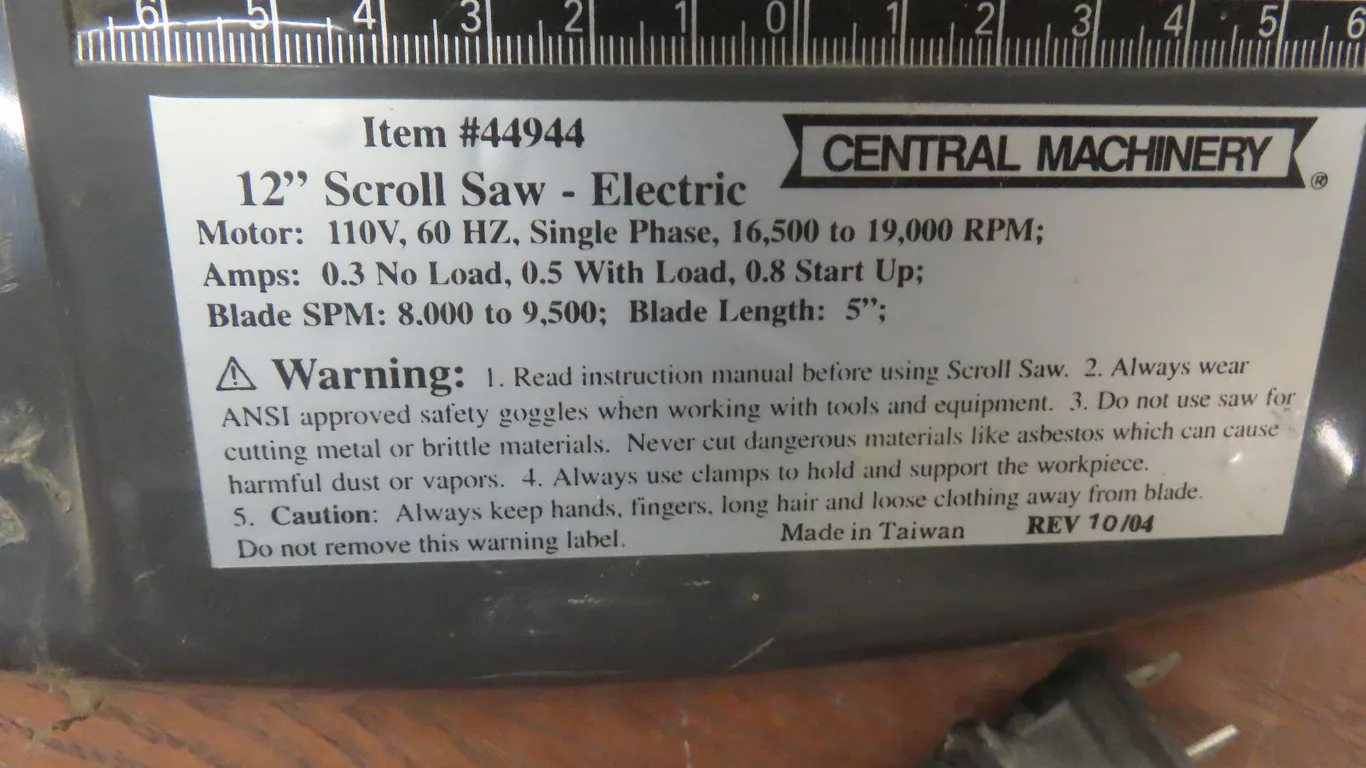 6 5 4 3 2 1 0 1 2 3 4 5 6
Item #44944
CENTRAL MACHINERY ®
12” Scroll Saw - Electric
Motor: 110V, 60 HZ, Single Phase, 16,500 to 19,000 RPM;
Amps: 0.3 No Load, 0.5 With Load, 0.8 Start Up;
Blade SPM: 8.000 to 9,500; Blade Length: 5”;
⚠ Warning: 1. Read instruction manual before using Scroll Saw. 2. Always wear
ANSI approved safety goggles when working with tools and equipment. 3. Do not use saw for
cutting metal or brittle materials. Never cut dangerous materials like asbestos which can cause
harmful dust or vapors. 4. Always use clamps to hold and support the workpiece.
5. Caution: Always keep hands, fingers, long hair and loose clothing away from blade.
Do not remove this warning label. Made in Taiwan REV 10/04